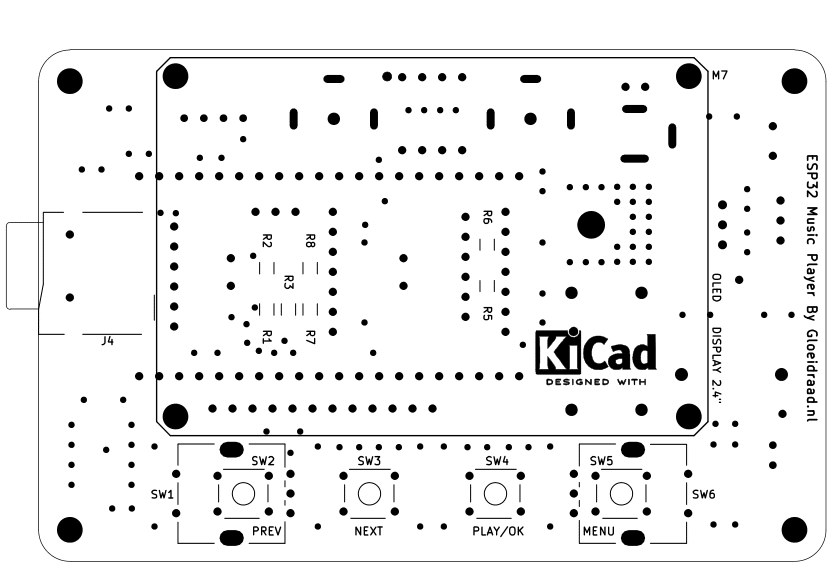 M7
ESP32 Music Player By Gloeidraad.nl
R6
R2
R8
R3
OLED DISPLAY 2.4"
R5
R1
R7
J4
KiCad
DESIGNED WITH
SW2
SW3
SW4
SW5
SW1
SW6
PREV
NEXT
PLAY/OK
MENU